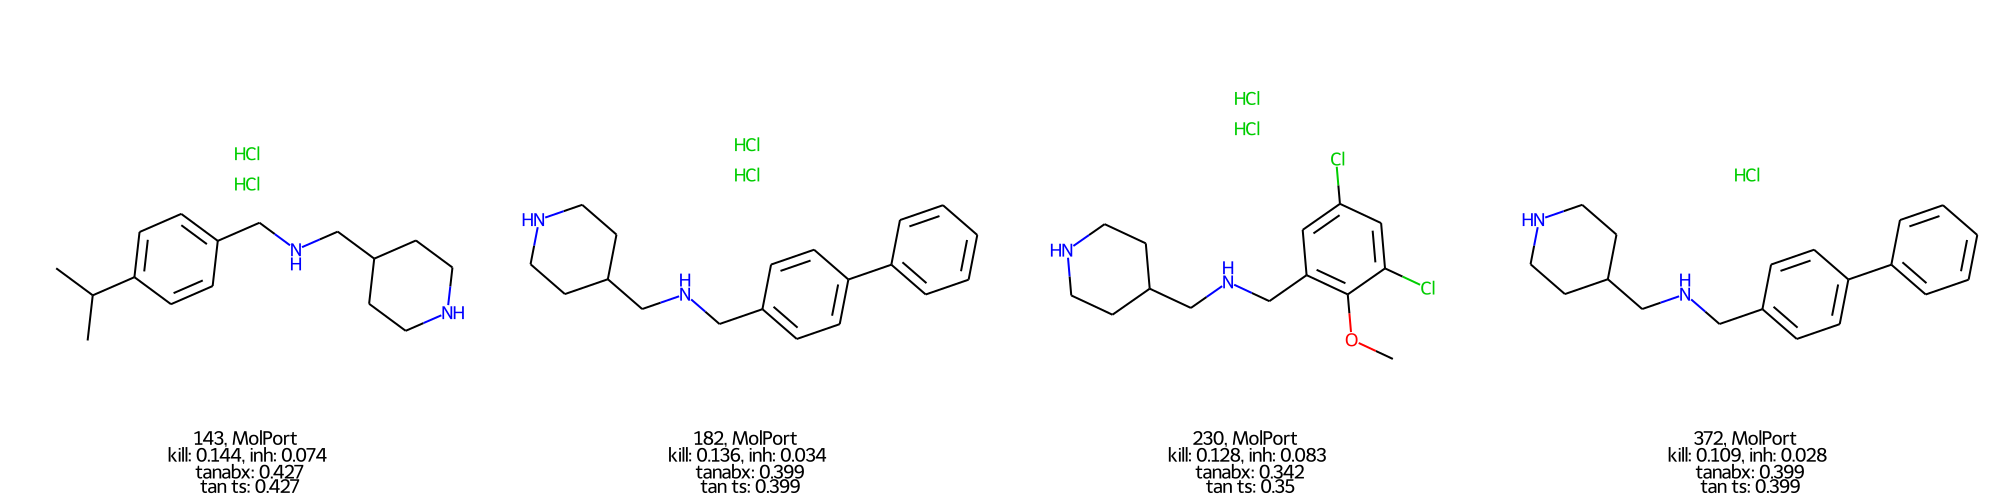 HCl
HCl
N
H
NH
143, MolPort
kill: 0.144, inh: 0.074
tanabx: 0.427
tan ts: 0.427
HCl
HCl
HN
H
N
182, MolPort
kill: 0.136, inh: 0.034
tanabx: 0.399
tan ts: 0.399
HCl
HCl
Cl
HN
H
N
Cl
O
230, MolPort
kill: 0.128, inh: 0.083
tanabx: 0.342
tan ts: 0.35
HCl
HN
H
N
372, MolPort
kill: 0.109, inh: 0.028
tanabx: 0.399
tan ts: 0.399